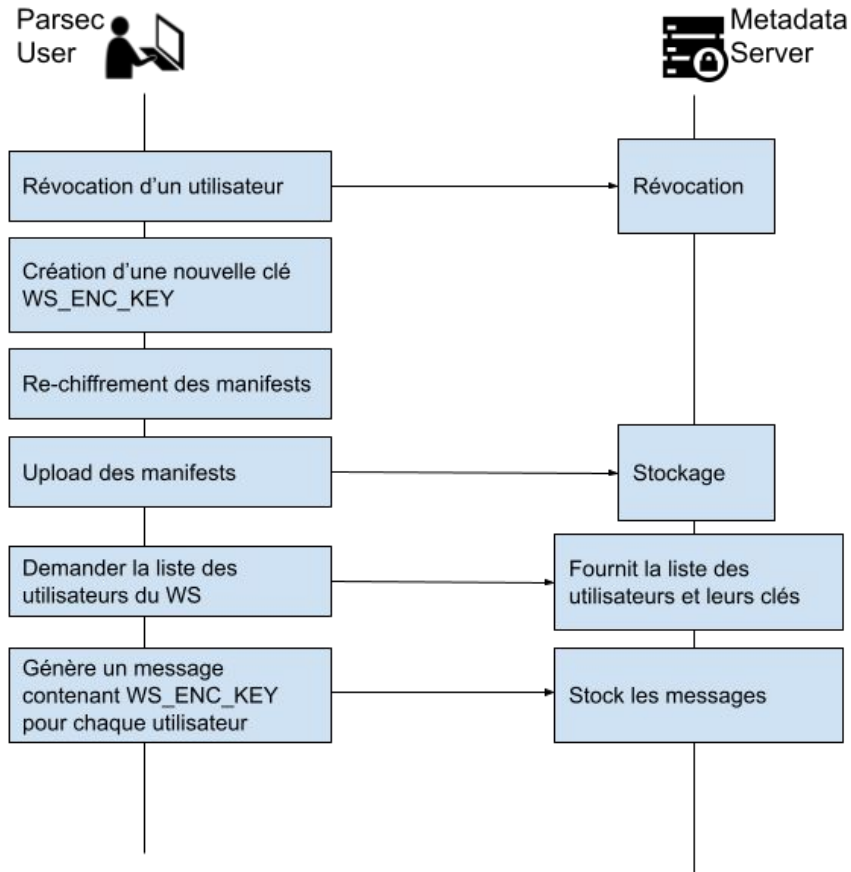 Parsec
User
Metadata
Server
Révocation d'un utilisateur
Révocation
Création d'une nouvelle clé
WS_ENC_KEY
Re-chiffrement des manifests
Upload des manifests
Stockage
Demander la liste des
utilisateurs du WS
Fournit la liste des
utilisateurs et leurs clés
Génère un message
contenant WS_ENC_KEY
pour chaque utilisateur
Stock les messages